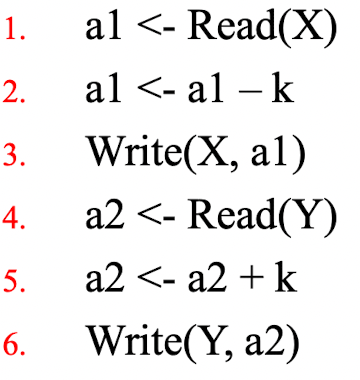 1. a1 <- Read(X)
2. a1 <- a1 – k
3. Write(X, a1)
4. a2 <- Read(Y)
5. a2 <- a2 + k
6. Write(Y, a2)